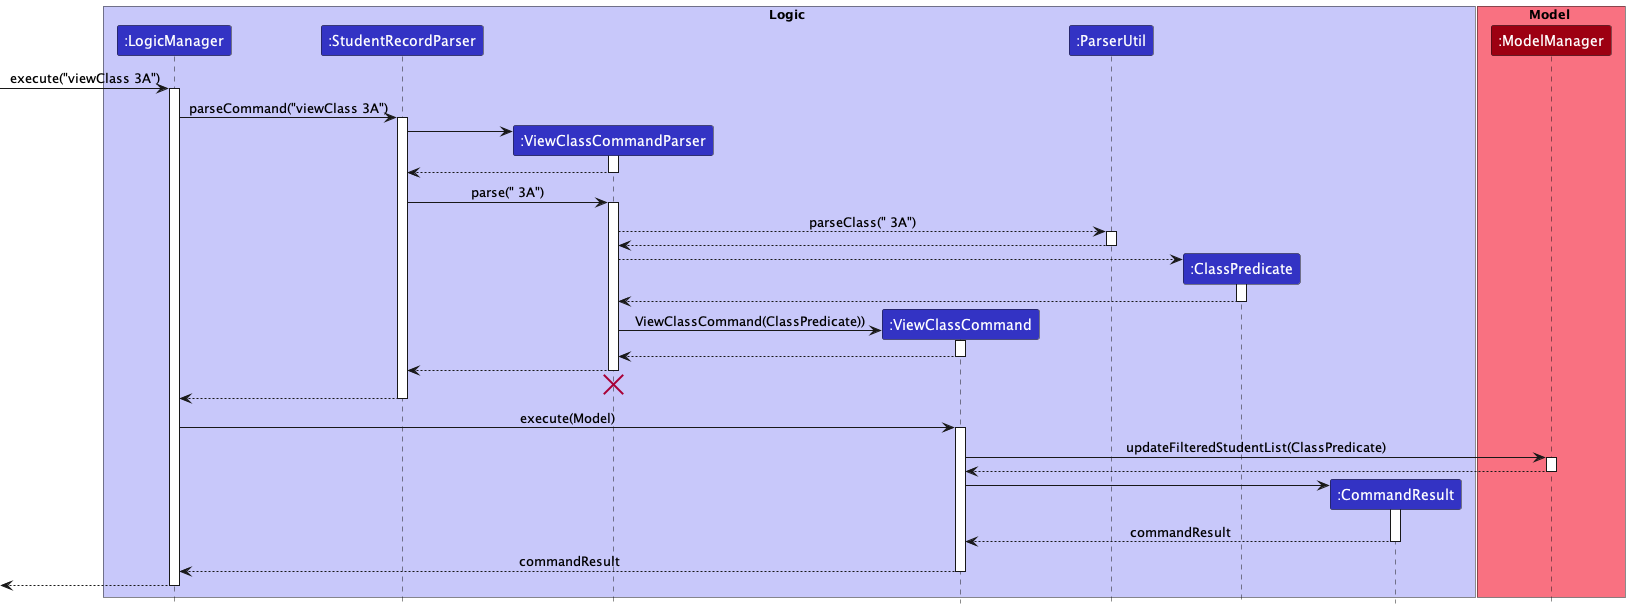 Logic
Model
:LogicManager
:StudentRecordParser
:ParserUtil
:ModelManager
execute("viewClass 3A")
parseCommand("viewClass 3A")
:ViewClassCommandParser
parse(" 3A")
parseClass(" 3A")
:ClassPredicate
ViewClassCommand(ClassPredicate))
:ViewClassCommand
execute(Model)
updateFilteredStudentList(ClassPredicate)
:CommandResult
commandResult
commandResult